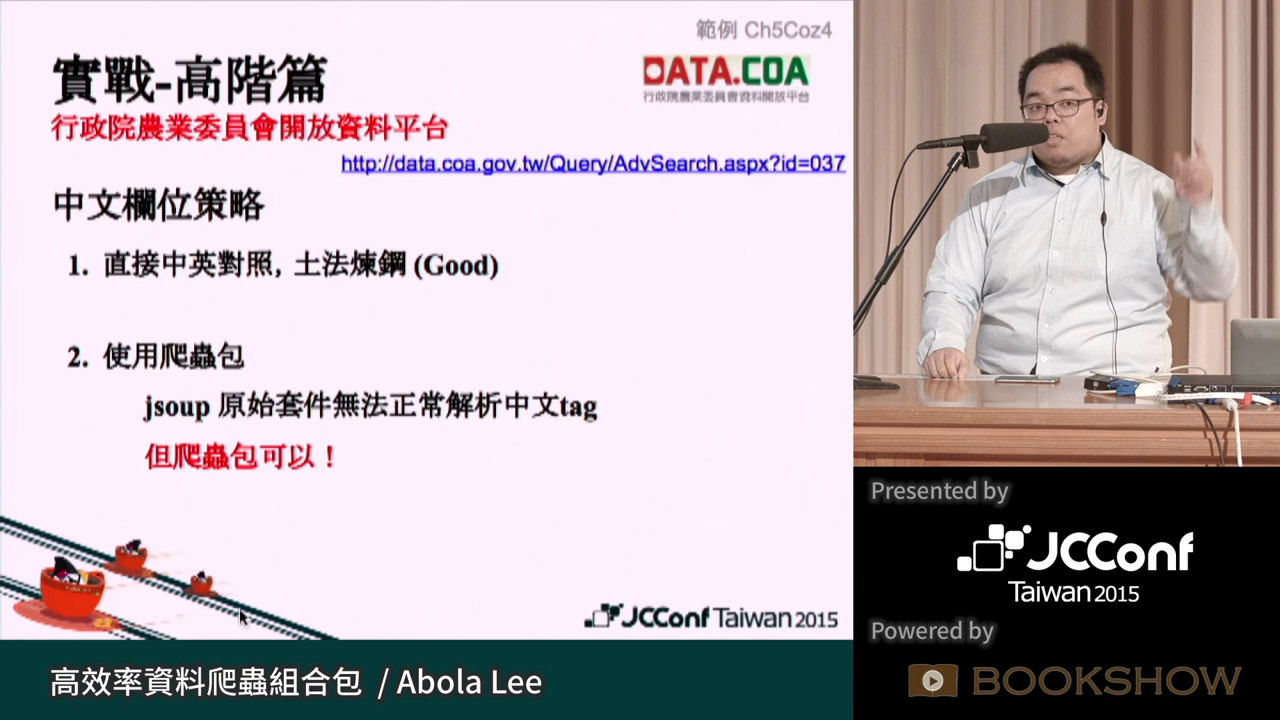 範例 Ch5Coz4
實戰-高階篇
DATA.COA
行政院農業委員會資料開放平台
行政院農業委員會開放資料平台
http://data.coa.gov.tw/Query/AdvSearch.aspx?id=037
中文欄位策略
1. 直接中英對照, 土法煉鋼 (Good)
2. 使用爬蟲包
jsoup 原始套件無法正常解析中文tag
但爬蟲包可以！
JCConf Taiwan 2015
高效率資料爬蟲組合包 / Abola Lee
Presented by
JCConf
Taiwan 2015
Powered by
BOOKSHOW